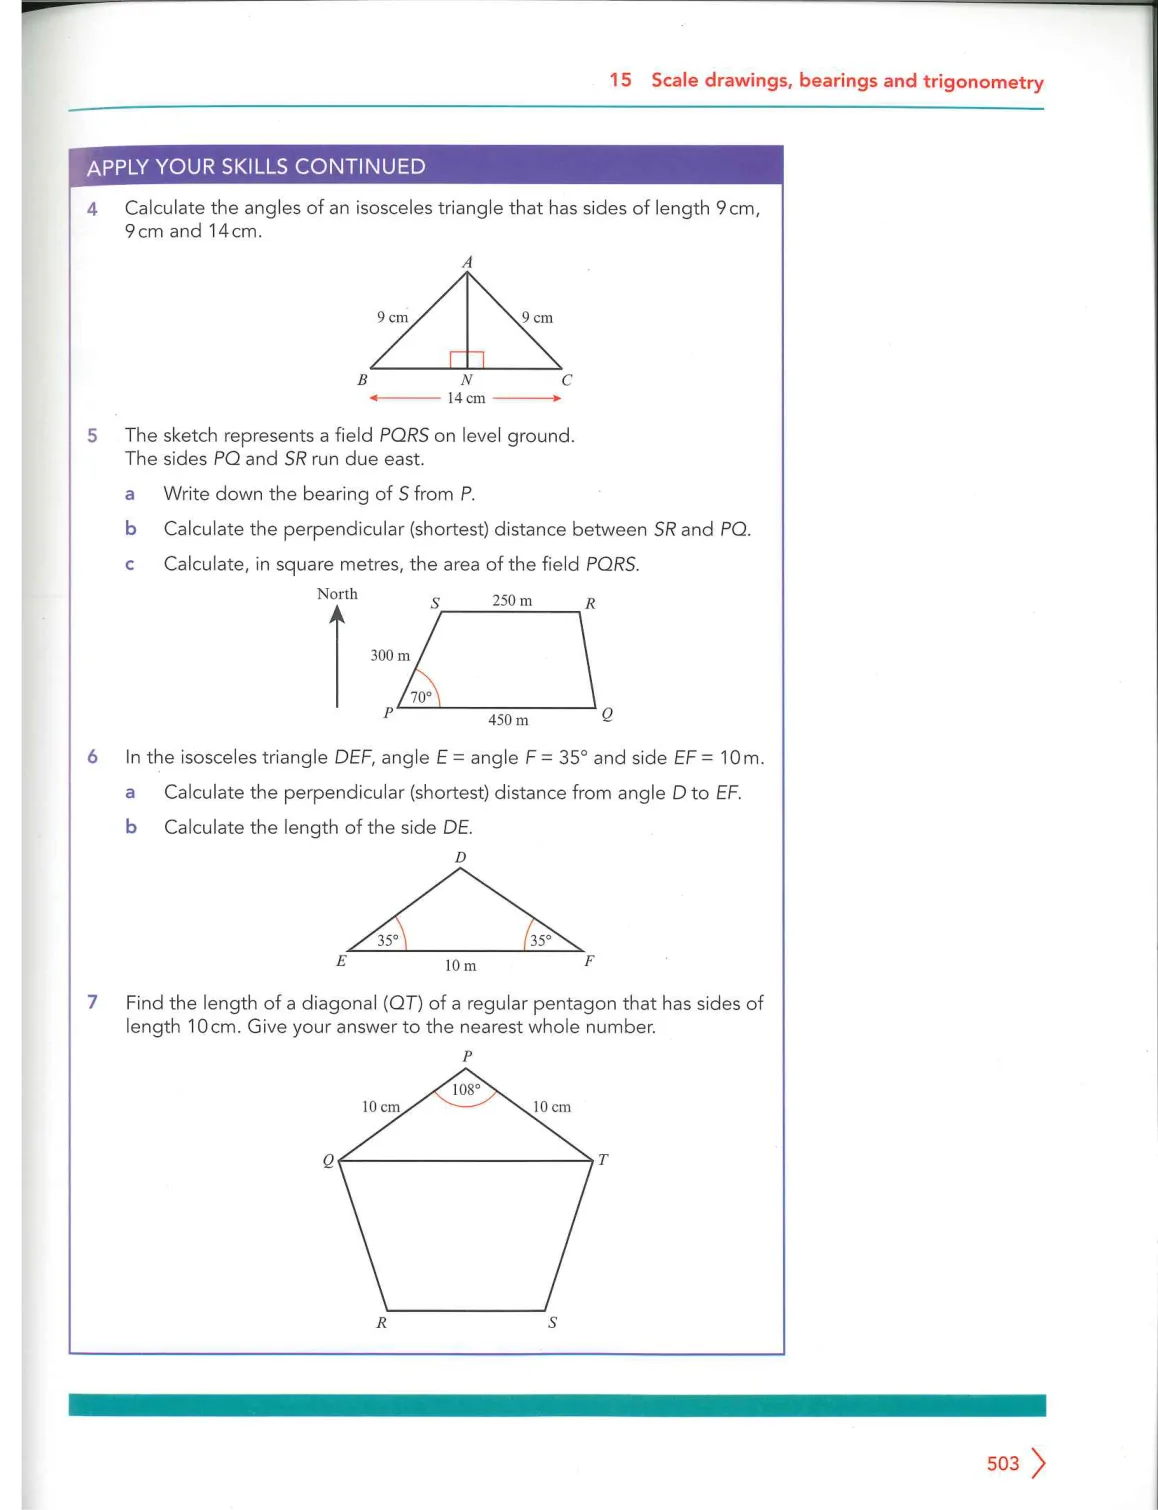 15 Scale drawings, bearings and trigonometry
APPLY YOUR SKILLS CONTINUED
4 Calculate the angles of an isosceles triangle that has sides of length 9 cm,
9 cm and 14 cm.
A
9 cm 9 cm
B N C
14 cm
5 The sketch represents a field PQRS on level ground.
The sides PQ and SR run due east.
a Write down the bearing of S from P.
b Calculate the perpendicular (shortest) distance between SR and PQ.
c Calculate, in square metres, the area of the field PQRS.
North
S 250 m R
300 m
70°
P 450 m Q
6 In the isosceles triangle DEF, angle E = angle F = 35° and side EF = 10 m.
a Calculate the perpendicular (shortest) distance from angle D to EF.
b Calculate the length of the side DE.
D
35° 35°
E 10 m F
7 Find the length of a diagonal (QT) of a regular pentagon that has sides of
length 10 cm. Give your answer to the nearest whole number.
P
108°
10 cm 10 cm
Q T
R S
503